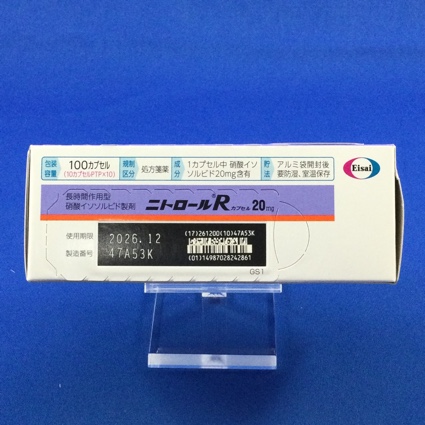 包装容量 100カプセル (10カプセルPTP×10) 規制区分 処方箋薬 成分 1カプセル中 硝酸イソソルビド20mg含有 貯法 アルミ袋開封後要防湿、室温保存
Eisai
長時間作用型
硝酸イソソルビド製剤 ニトロールRカプセル 20mg
使用期限 2026.12
製造番号 47A53K
(17)261200(10)47A53K
(01)14987028242861
GS1